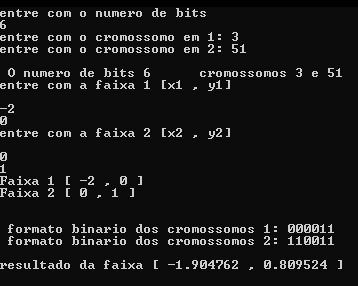 entre com o numero de bits
6
entre com o cromossomo em 1: 3
entre com o cromossomo em 2: 51
O numero de bits 6 cromossomos 3 e 51
entre com a faixa 1 [x1 , y1]
-2
0
entre com a faixa 2 [x2 , y2]
0
1
Faixa 1 [ -2 , 0 ]
Faixa 2 [ 0 , 1 ]
formato binario dos cromossomos 1: 000011
formato binario dos cromossomos 2: 110011
resultado da faixa [ -1.904762 , 0.809524 ]